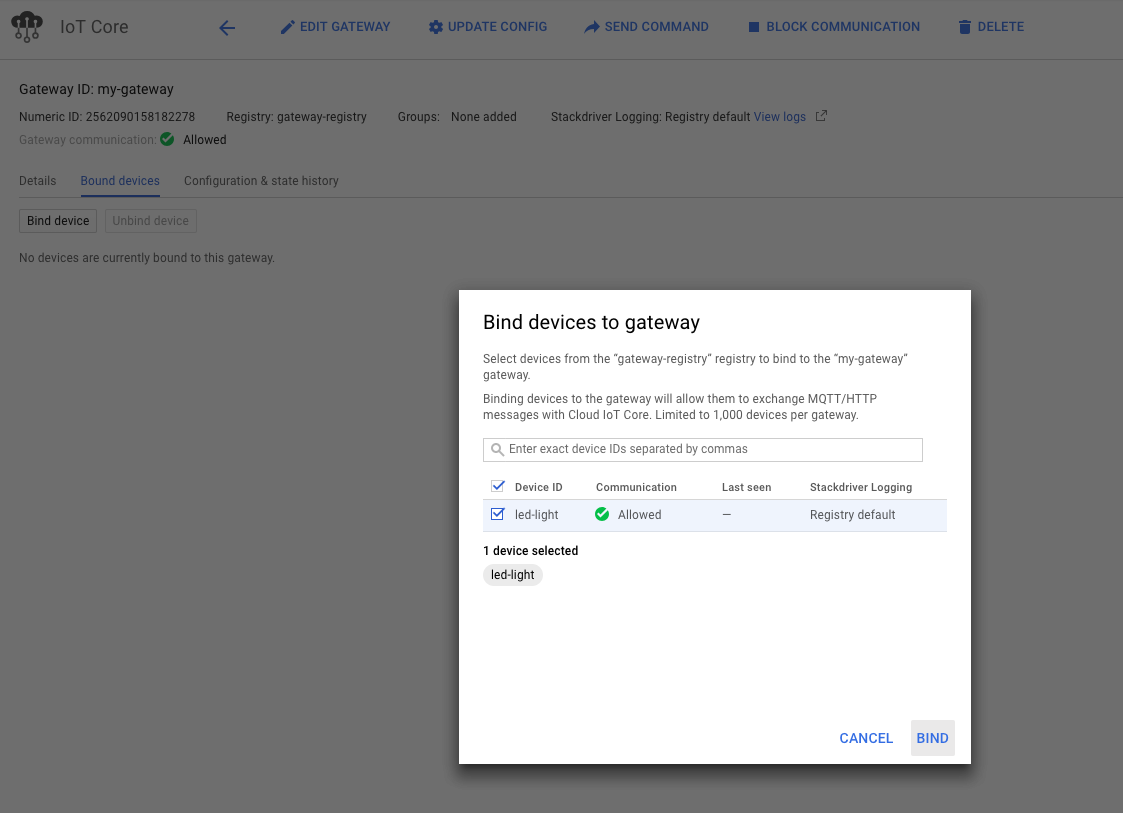 IoT Core
EDIT GATEWAY
UPDATE CONFIG
SEND COMMAND
BLOCK COMMUNICATION
DELETE
Gateway ID: my-gateway
Numeric ID: 2562090158182278 Registry: gateway-registry Groups: None added Stackdriver Logging: Registry default View logs
Gateway communication: Allowed
Details Bound devices Configuration & state history
Bind device Unbind device
No devices are currently bound to this gateway.
Bind devices to gateway
Select devices from the “gateway-registry” registry to bind to the “my-gateway”
gateway.
Binding devices to the gateway will allow them to exchange MQTT/HTTP
messages with Cloud IoT Core. Limited to 1,000 devices per gateway.
Enter exact device IDs separated by commas
Device ID Communication Last seen Stackdriver Logging
led-light Allowed — Registry default
1 device selected
led-light
CANCEL BIND